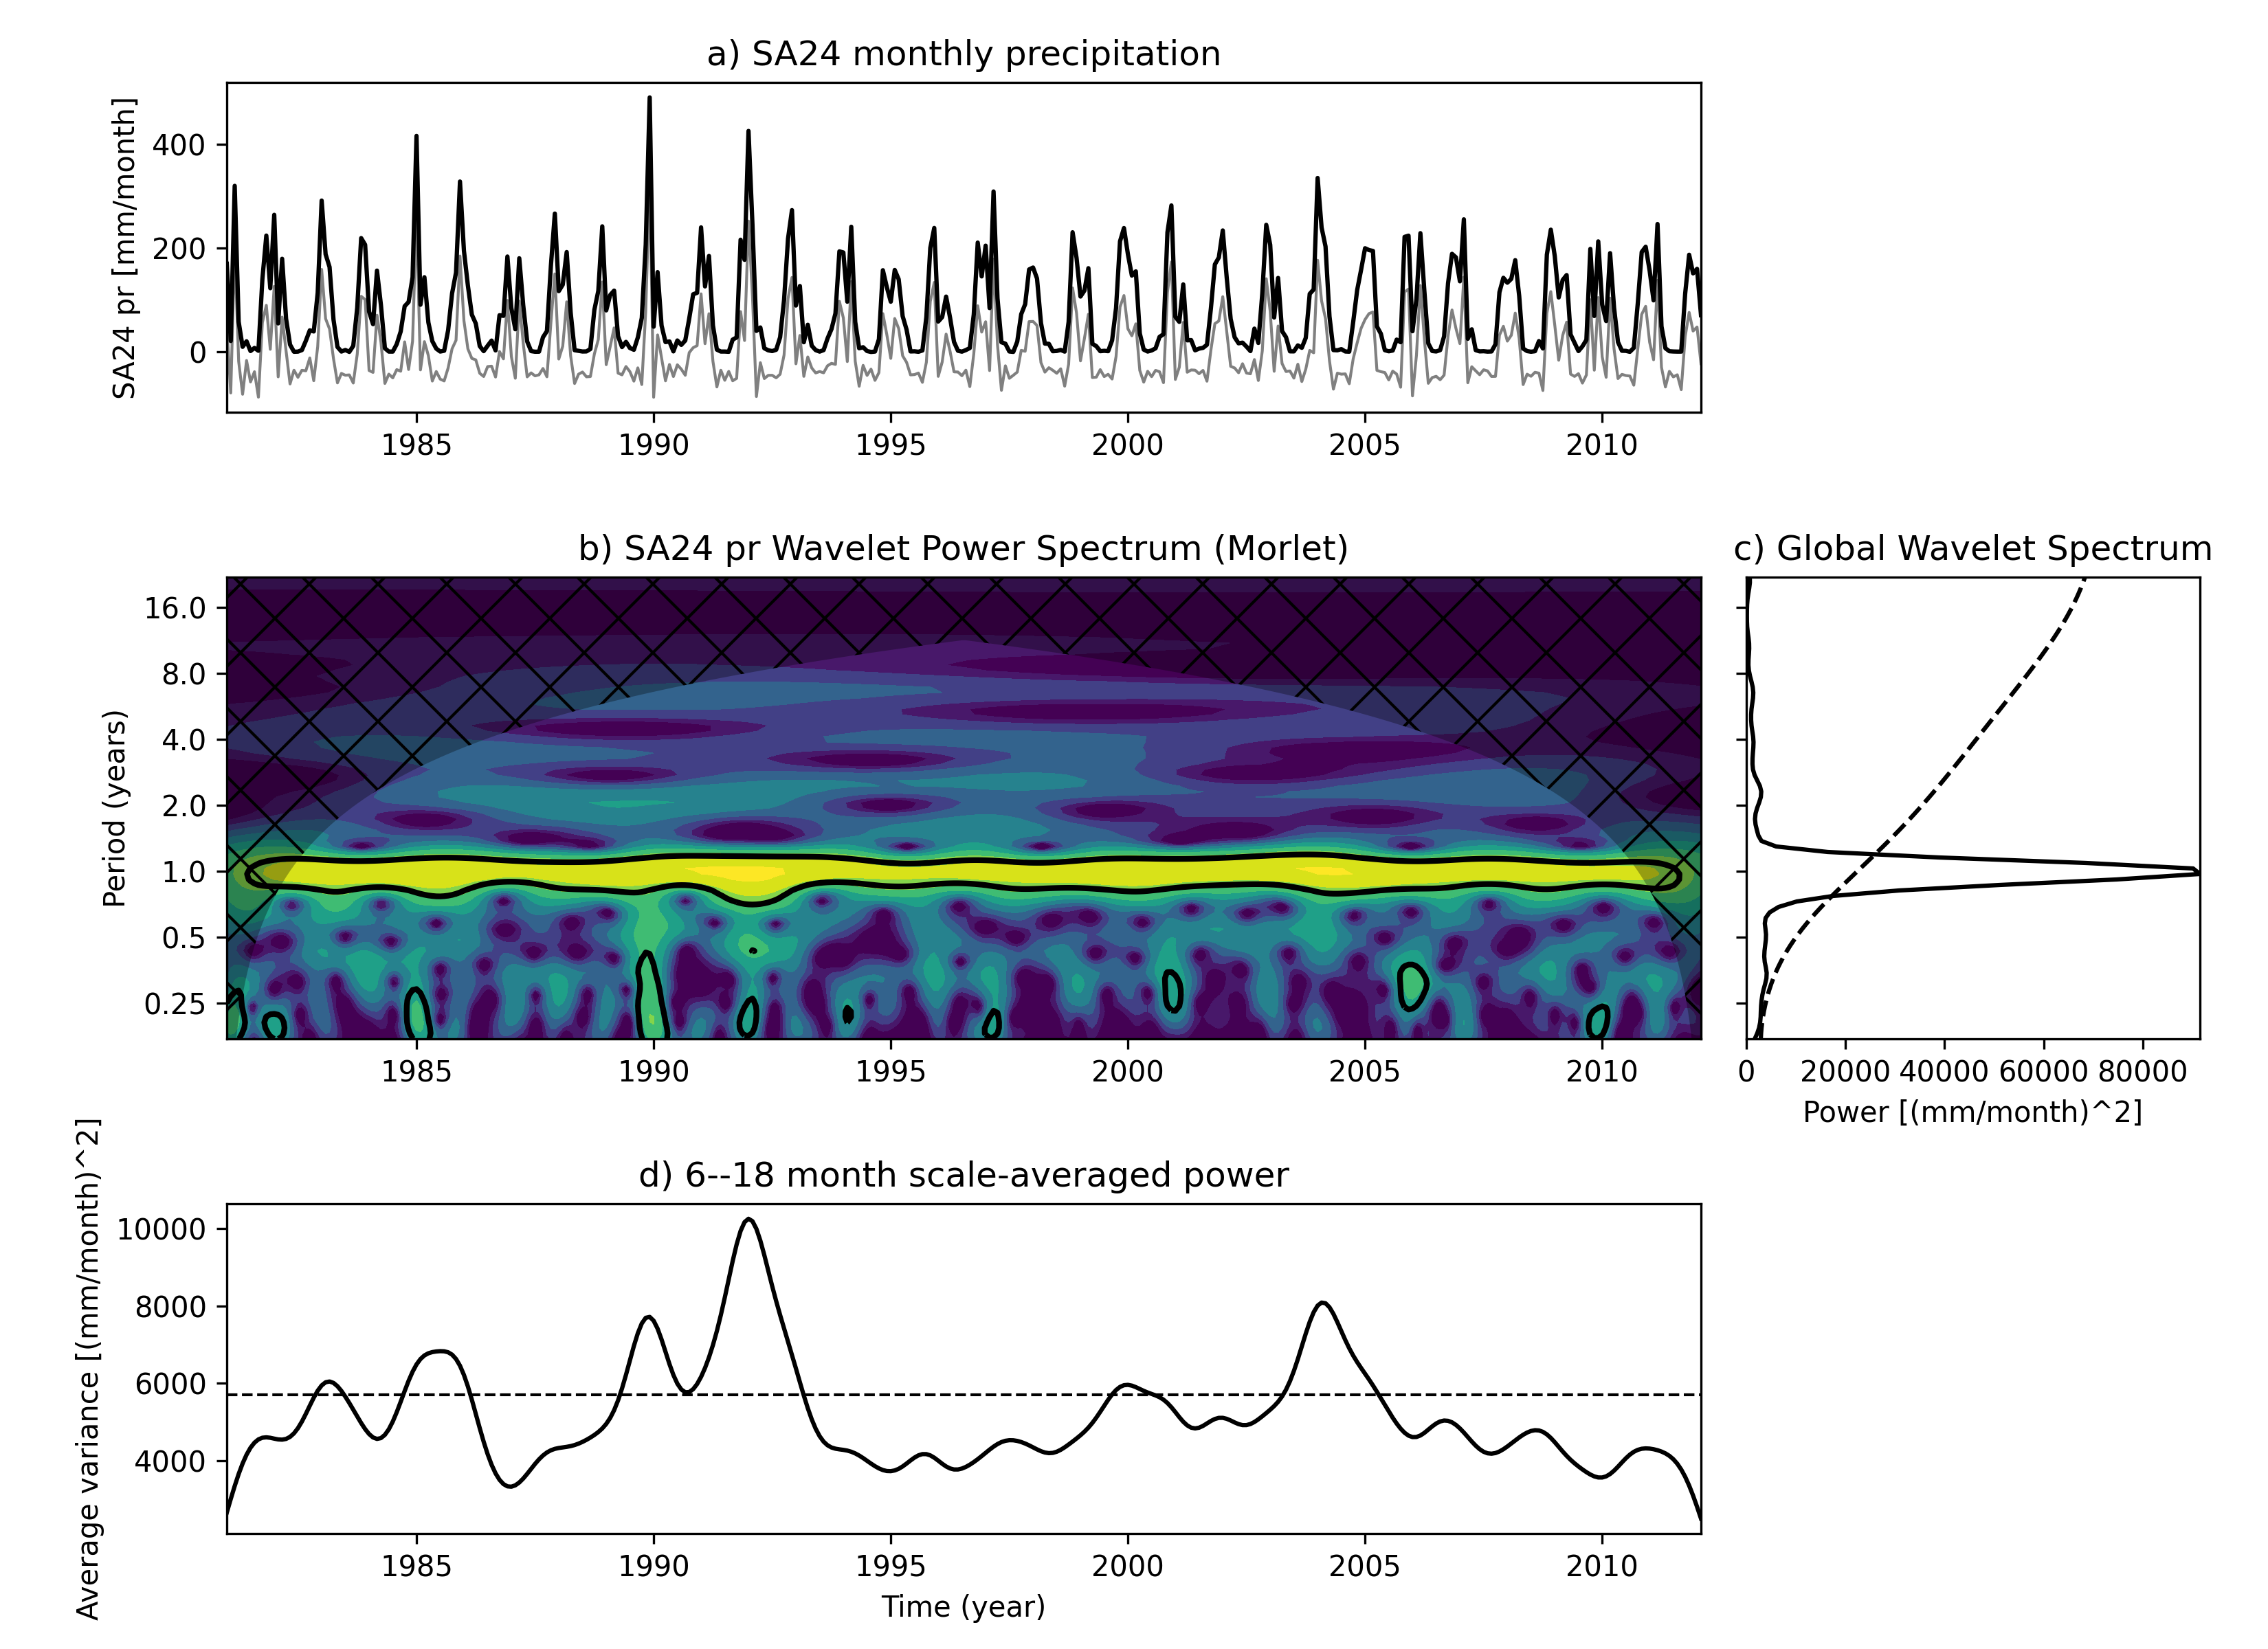 a) SA24 monthly precipitation
SA24 pr [mm/month]
400
200
0
1985 1990 1995 2000 2005 2010
b) SA24 pr Wavelet Power Spectrum (Morlet)
Period (years)
16.0
8.0
4.0
2.0
1.0
0.5
0.25
1985 1990 1995 2000 2005 2010
c) Global Wavelet Spectrum
0 20000 40000 60000 80000
Power [(mm/month)^2]
d) 6--18 month scale-averaged power
Average variance [(mm/month)^2]
10000
8000
6000
4000
1985 1990 1995 2000 2005 2010
Time (year)